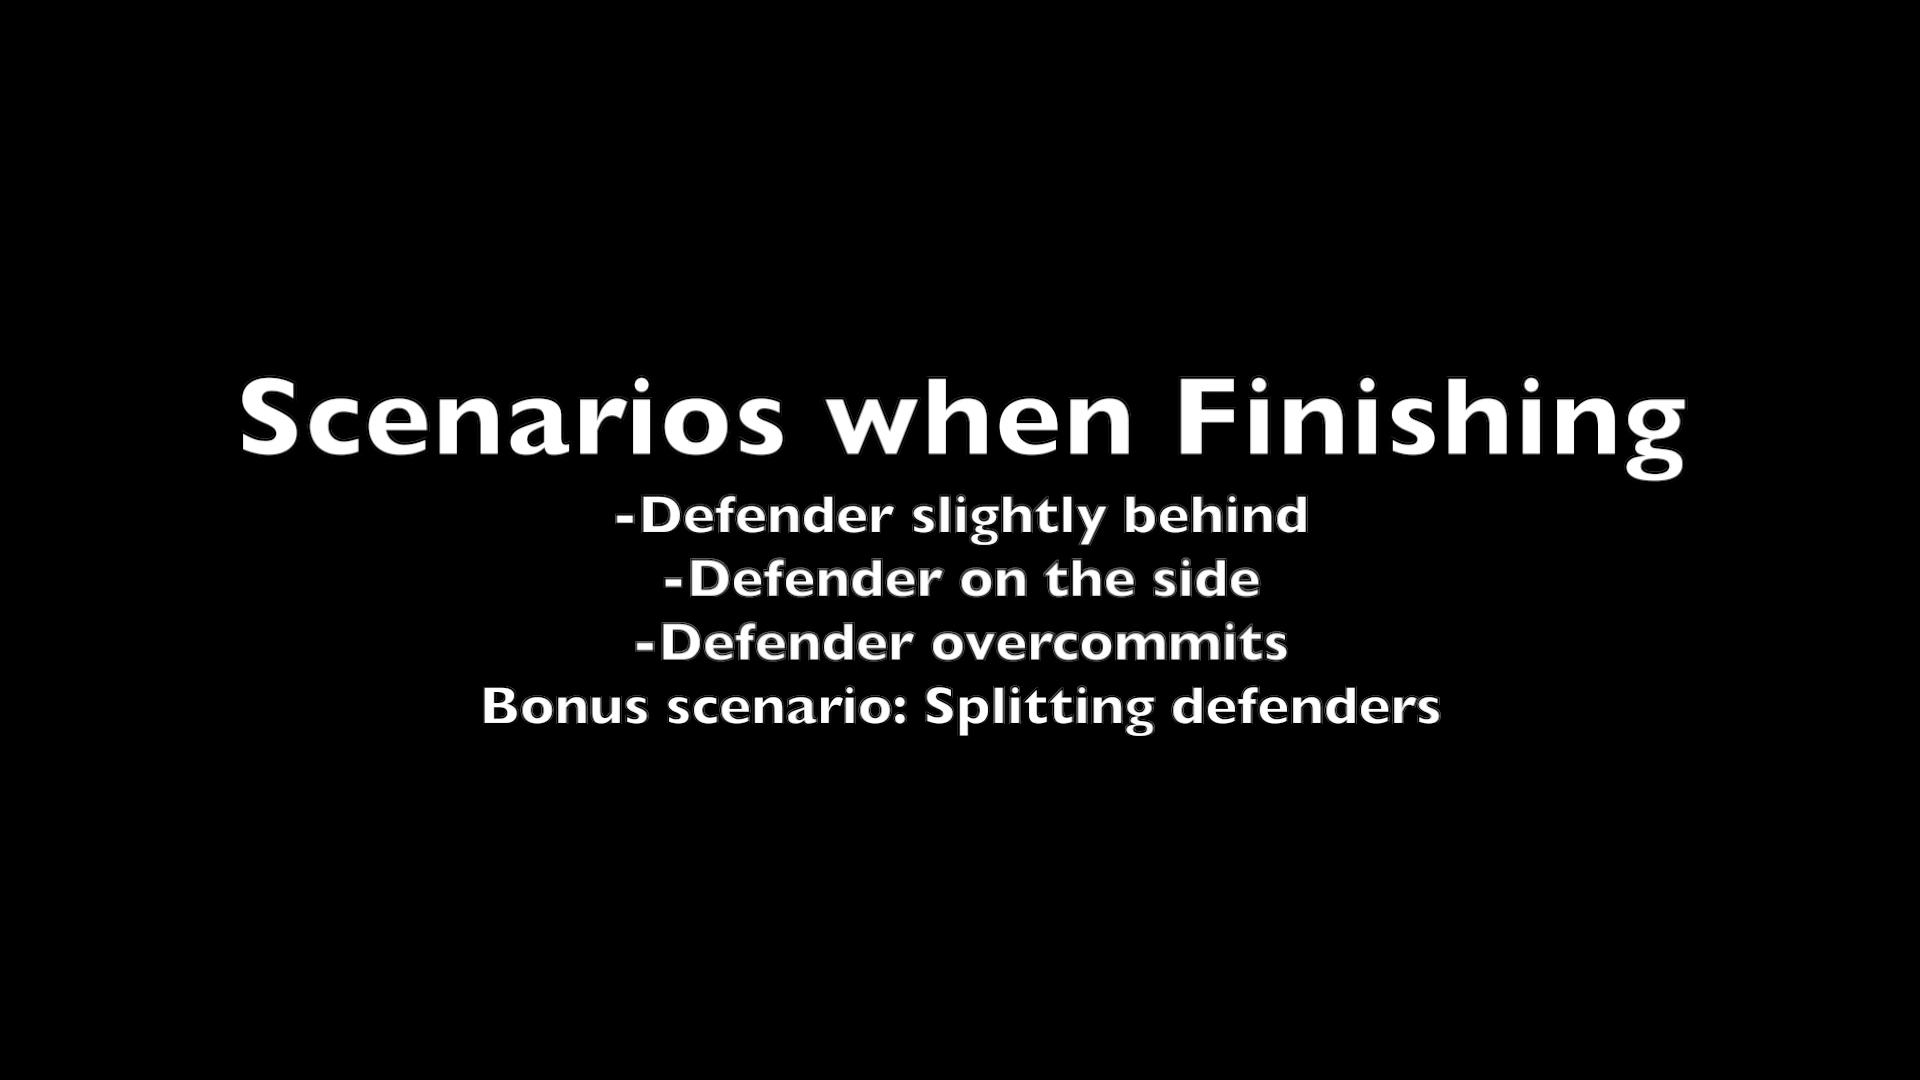 Scenarios when Finishing
-Defender slightly behind
-Defender on the side
-Defender overcommits
Bonus scenario: Splitting defenders